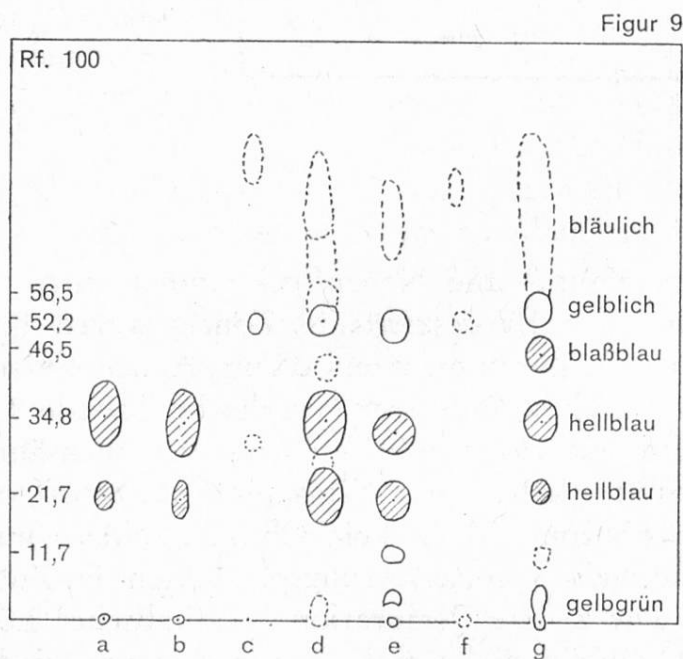 Figur 9
Rf. 100
bläulich
56,5
gelblich
52,2
46,5
blaßblau
34,8
hellblau
21,7
hellblau
11,7
gelbgrün
a b c d e f g